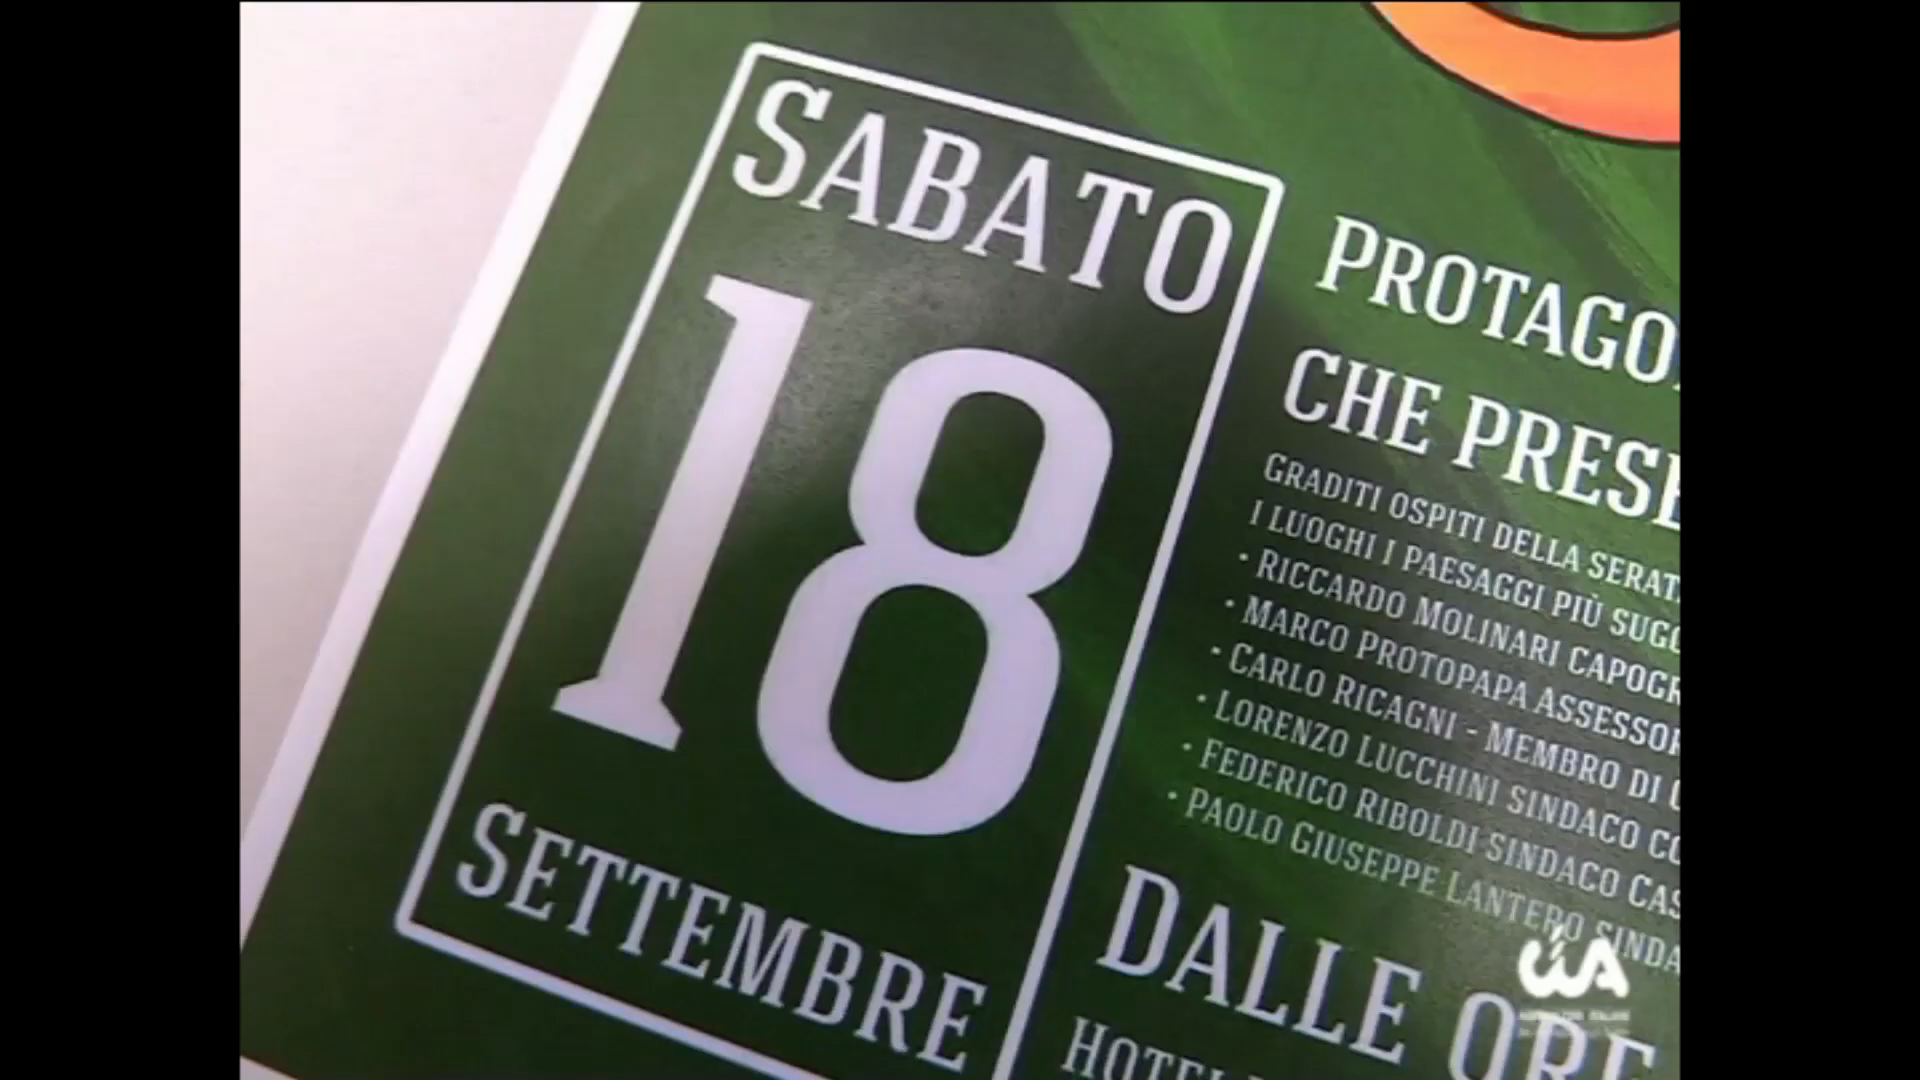 SABATO
18
SETTEMBRE
PROTAGO
CHE PRESE
GRADITI OSPITI DELLA SERAT
I LUOGHI I PAESAGGI PIÙ SUGG
• RICCARDO MOLINARI CAPOGR
• MARCO PROTOPAPA ASSESSOR
• CARLO RICAGNI - MEMBRO DI
• LORENZO LUCCHINI SINDACO CO
• FEDERICO RIBOLDI SINDACO CAS
• PAOLO GIUSEPPE LANTERO SINDA
DALLE ORE
HOTEL
CIA